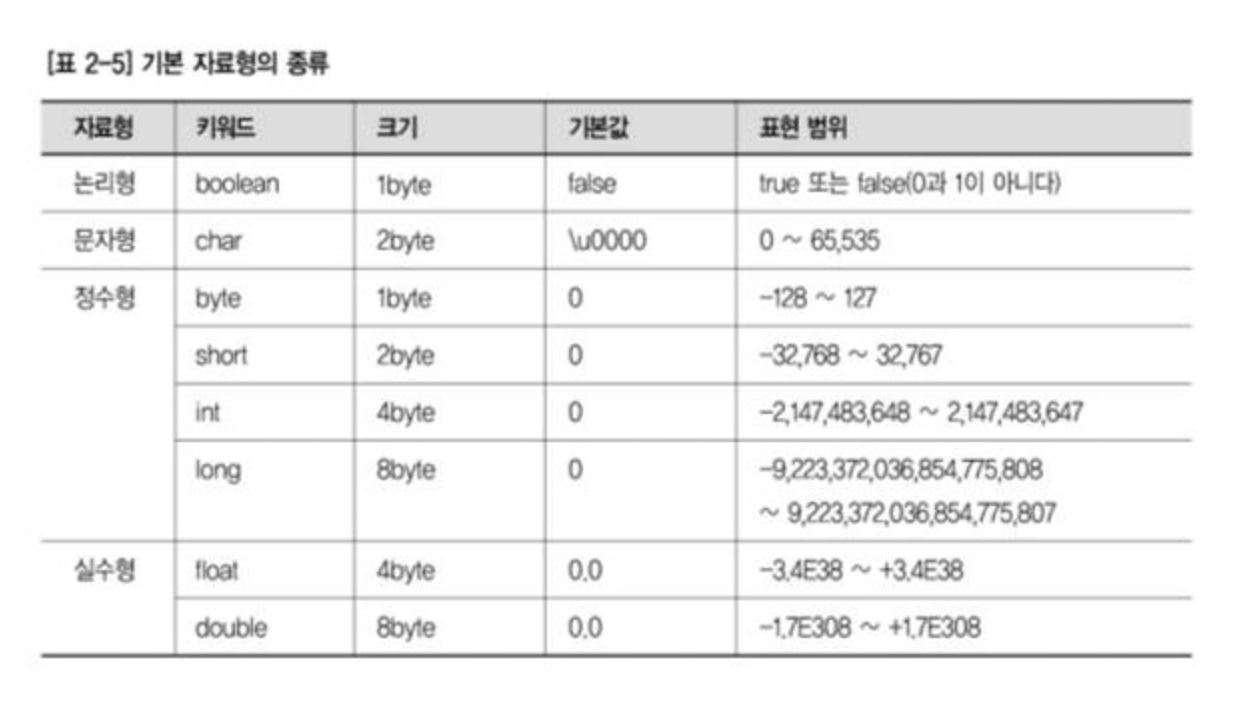 [표 2-5] 기본 자료형의 종류
자료형 키워드 크기 기본값 표현 범위
논리형 boolean 1byte false true 또는 false(0과 1이 아니다)
문자형 char 2byte \u0000 0 ~ 65,535
정수형 byte 1byte 0 -128 ~ 127
short 2byte 0 -32,768 ~ 32,767
int 4byte 0 -2,147,483,648 ~ 2,147,483,647
long 8byte 0 -9,223,372,036,854,775,808
~ 9,223,372,036,854,775,807
실수형 float 4byte 0.0 -3.4E38 ~ +3.4E38
double 8byte 0.0 -1.7E308 ~ +1.7E308